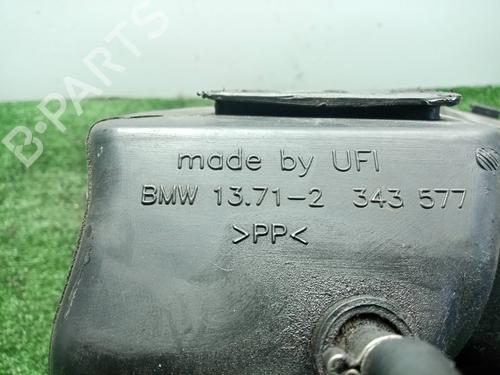 B-PARTS
made by UFI
BMW 13.71-2 343 577
>PP<